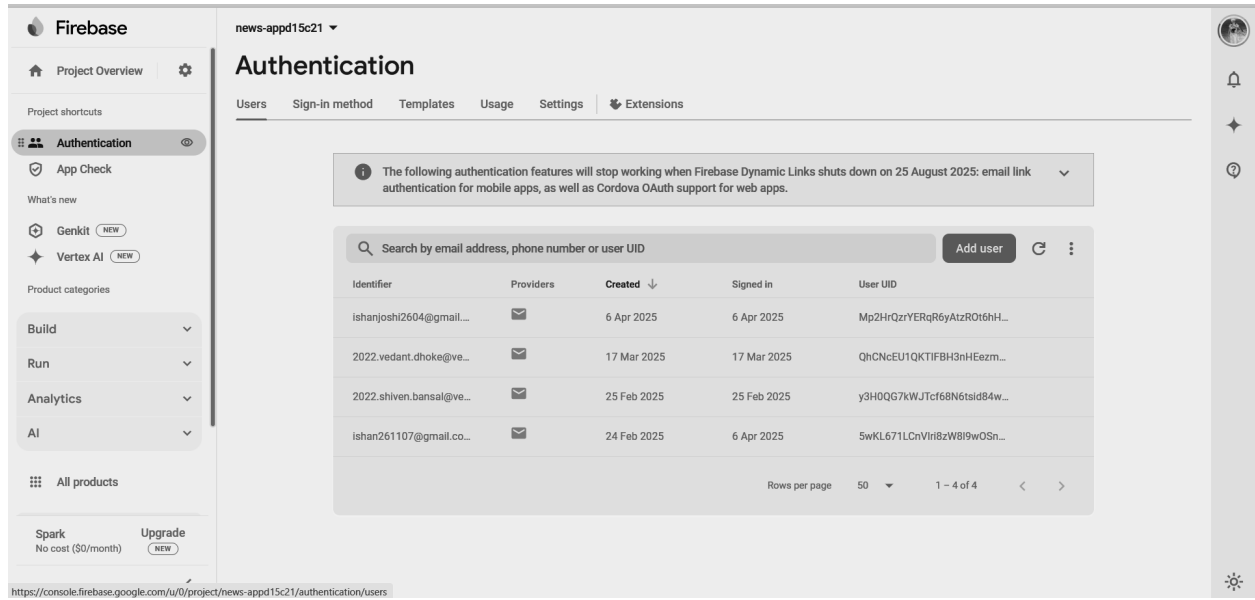 Firebase
Project Overview
Project shortcuts
Authentication
App Check
What's new
Genkit NEW
Vertex AI NEW
Product categories
Build
Run
Analytics
AI
All products
Spark
No cost ($0/month)
Upgrade
NEW
news-appd15c21
Authentication
Users Sign-in method Templates Usage Settings Extensions
The following authentication features will stop working when Firebase Dynamic Links shuts down on 25 August 2025: email link
authentication for mobile apps, as well as Cordova OAuth support for web apps.
Search by email address, phone number or user UID
Add user
Identifier Providers Created Signed in User UID
ishanjoshi2604@gmail.... 6 Apr 2025 6 Apr 2025 Mp2HrQzrYERqR6yAtzROt6hH...
2022.vedant.dhoke@ve... 17 Mar 2025 17 Mar 2025 QhCNcEU1QKTIFBH3nHEezm...
2022.shiven.bansal@ve... 25 Feb 2025 25 Feb 2025 y3H0QG7kWJTcf68N6tsid84w...
ishan261107@gmail.co... 24 Feb 2025 6 Apr 2025 5wKL671LCnVIri8zW8I9wOSn...
Rows per page 50 1 – 4 of 4
https://console.firebase.google.com/u/0/project/news-appd15c21/authentication/users